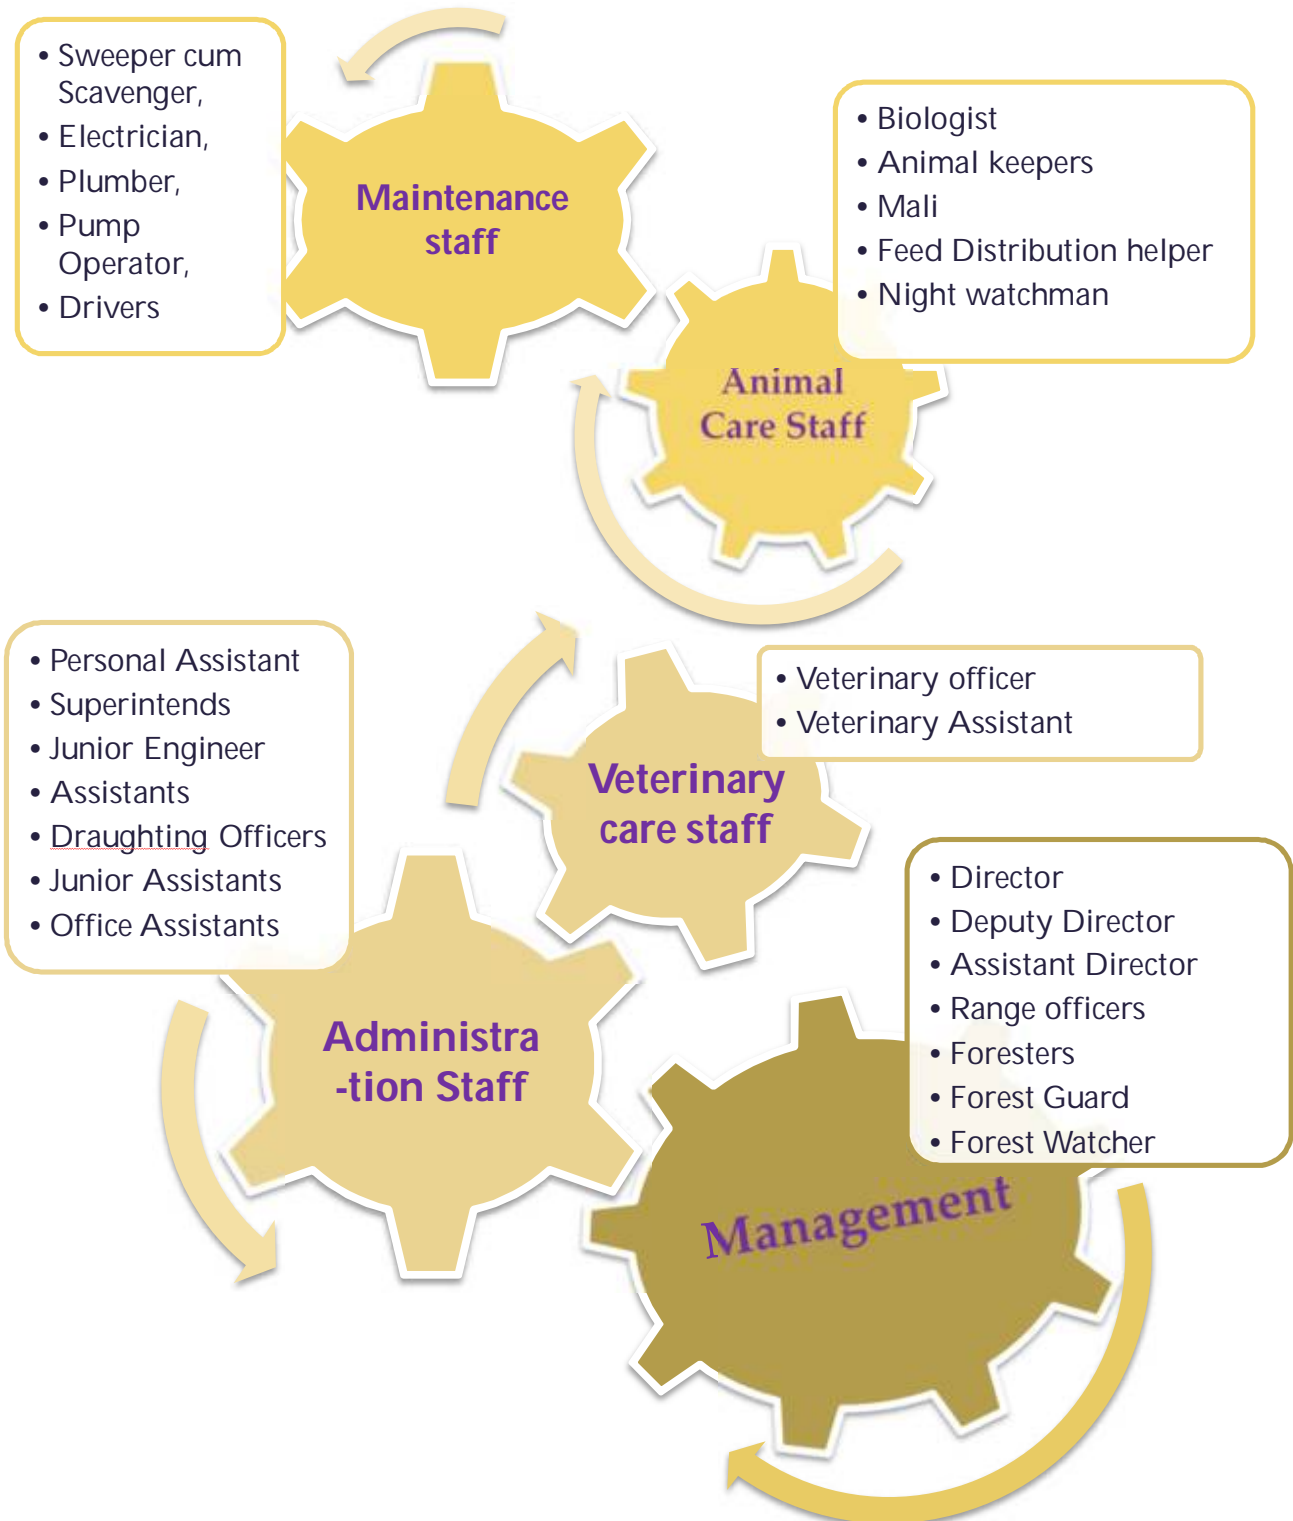 • Sweeper cum
Scavenger,
• Electrician,
• Plumber,
• Pump
Operator,
• Drivers
Maintenance
staff
• Biologist
• Animal keepers
• Mali
• Feed Distribution helper
• Night watchman
Animal
Care Staff
• Personal Assistant
• Superintends
• Junior Engineer
• Assistants
• Draughting Officers
• Junior Assistants
• Office Assistants
• Veterinary officer
• Veterinary Assistant
Veterinary
care staff
Administra
-tion Staff
• Director
• Deputy Director
• Assistant Director
• Range officers
• Foresters
• Forest Guard
• Forest Watcher
Management